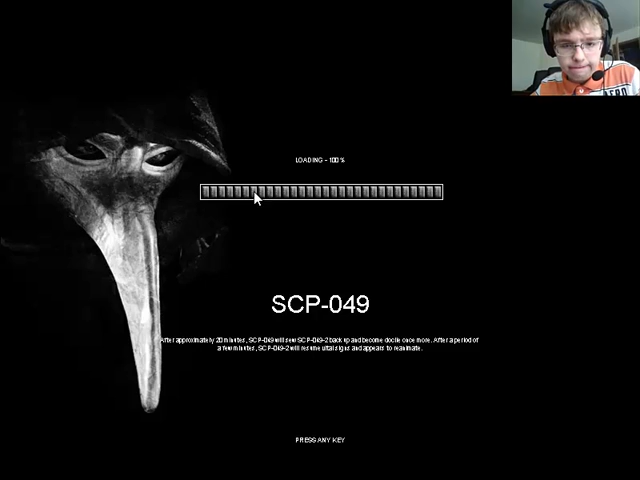 LOADING - 100 %
SCP-049
After approximately 20 minutes, SCP-049 will sew SCP-049-2 back up and become docile once more. After a period of
a few minutes, SCP-049-2 will resume vital signs and appears to reanimate.
PRESS ANY KEY
AERO